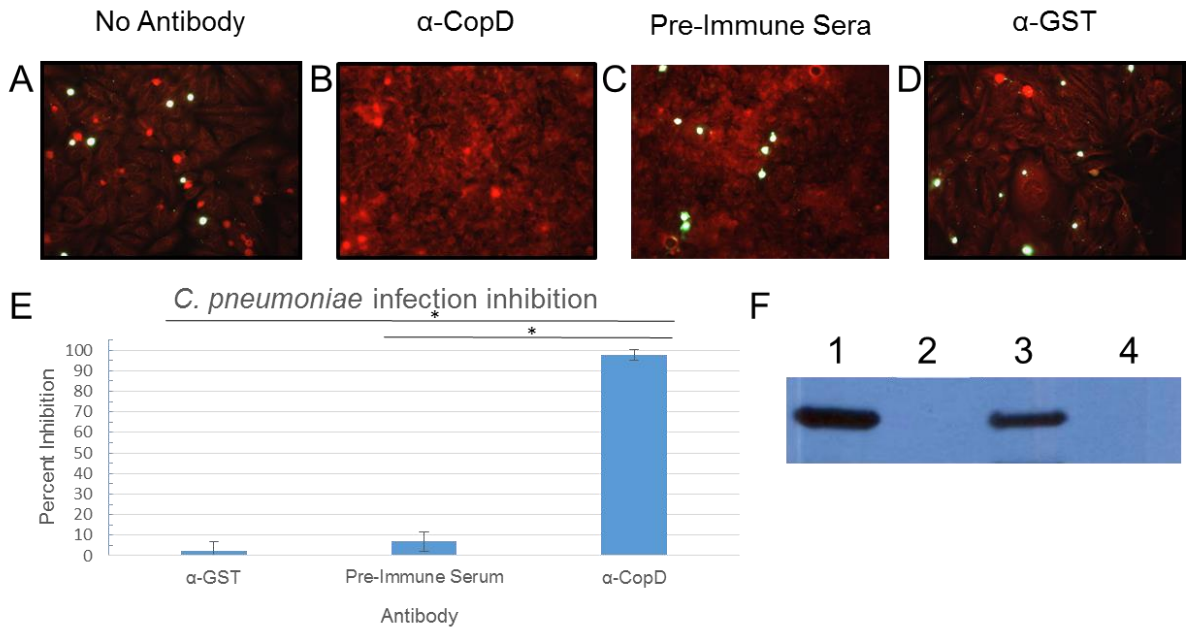 No Antibody
α-CopD
Pre-Immune Sera
α-GST
A
B
C
D
E
C. pneumoniae infection inhibition
*
*
100
90
80
70
60
50
40
30
20
10
0
Percent Inhibition
α-GST
Pre-Immune Serum
α-CopD
Antibody
F
1 2 3 4